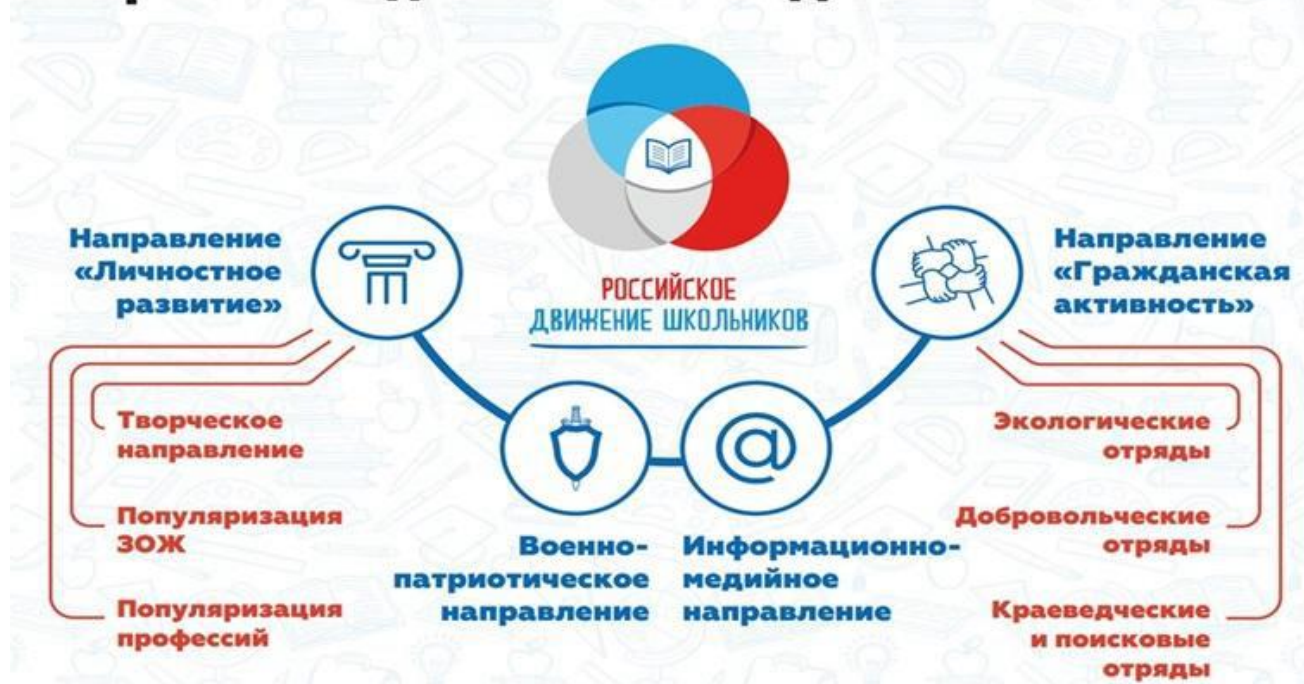 РОССИЙСКОЕ
ДВИЖЕНИЕ ШКОЛЬНИКОВ
Направление
«Личностное
развитие»
Творческое
направление
Популяризация
ЗОЖ
Популяризация
профессий
Военно-
патриотическое
направление
@
Информационно-
медийное
направление
Направление
«Гражданская
активность»
Экологические
отряды
Добровольческие
отряды
Краеведческие
и поисковые
отряды